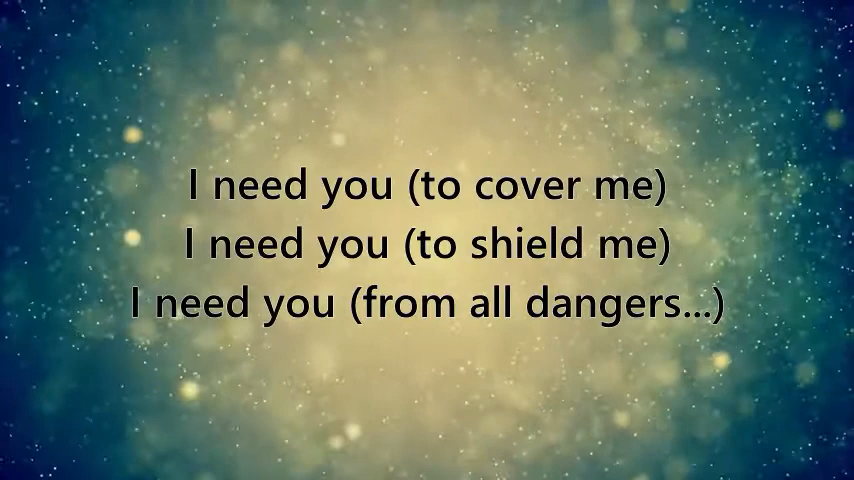 I need you (to cover me)
I need you (to shield me)
I need you (from all dangers...)